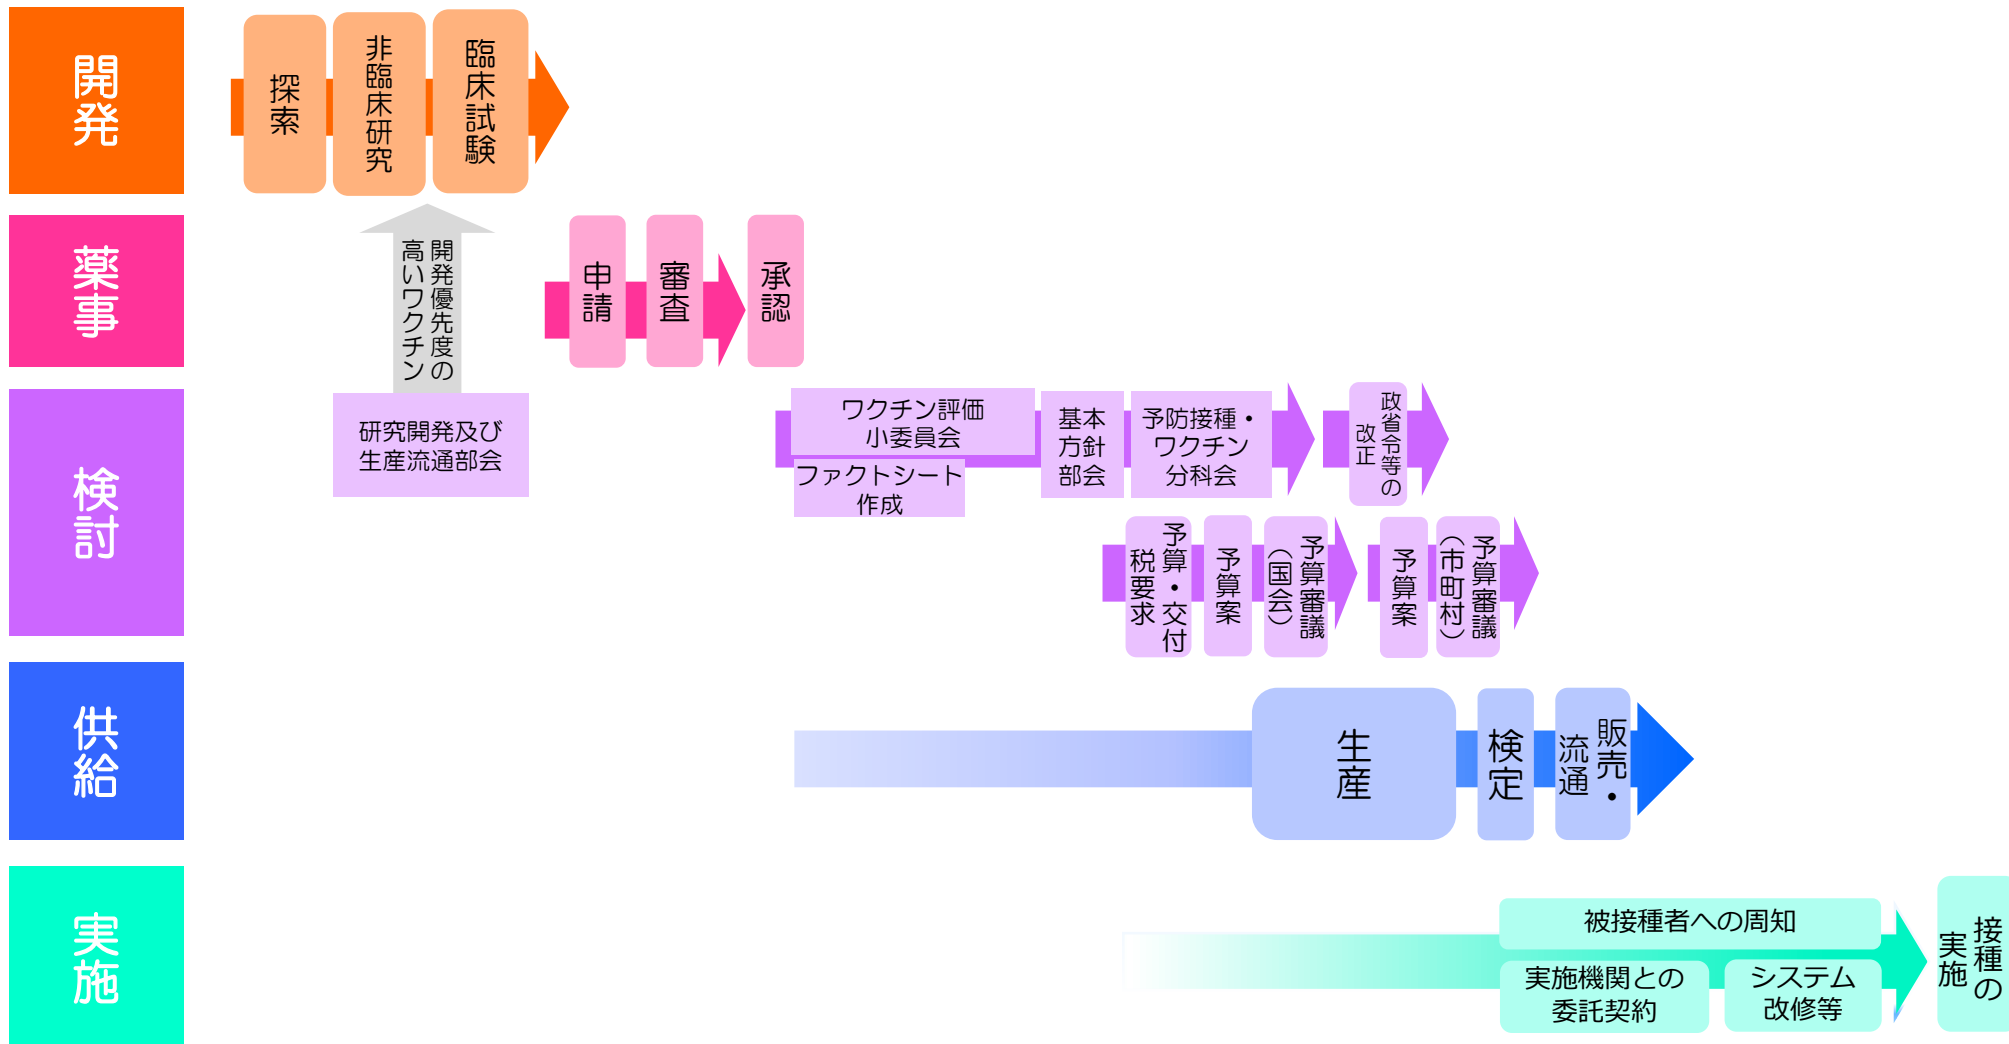 開発
探索
非臨床研究
臨床試験
薬事
開発優先度の
高いワクチン
申請
審査
承認
検討
研究開発及び
生産流通部会
ワクチン評価
小委員会
ファクトシート
作成
基本
方針
部会
予防接種・
ワクチン
分科会
政省令等の
改正
予算・交付
税要求
予算案
予算審議
（国会）
予算案
予算審議
（市町村）
供給
生産
検定
販売・
流通
実施
被接種者への周知
実施機関との
委託契約
システム
改修等
接種の
実施